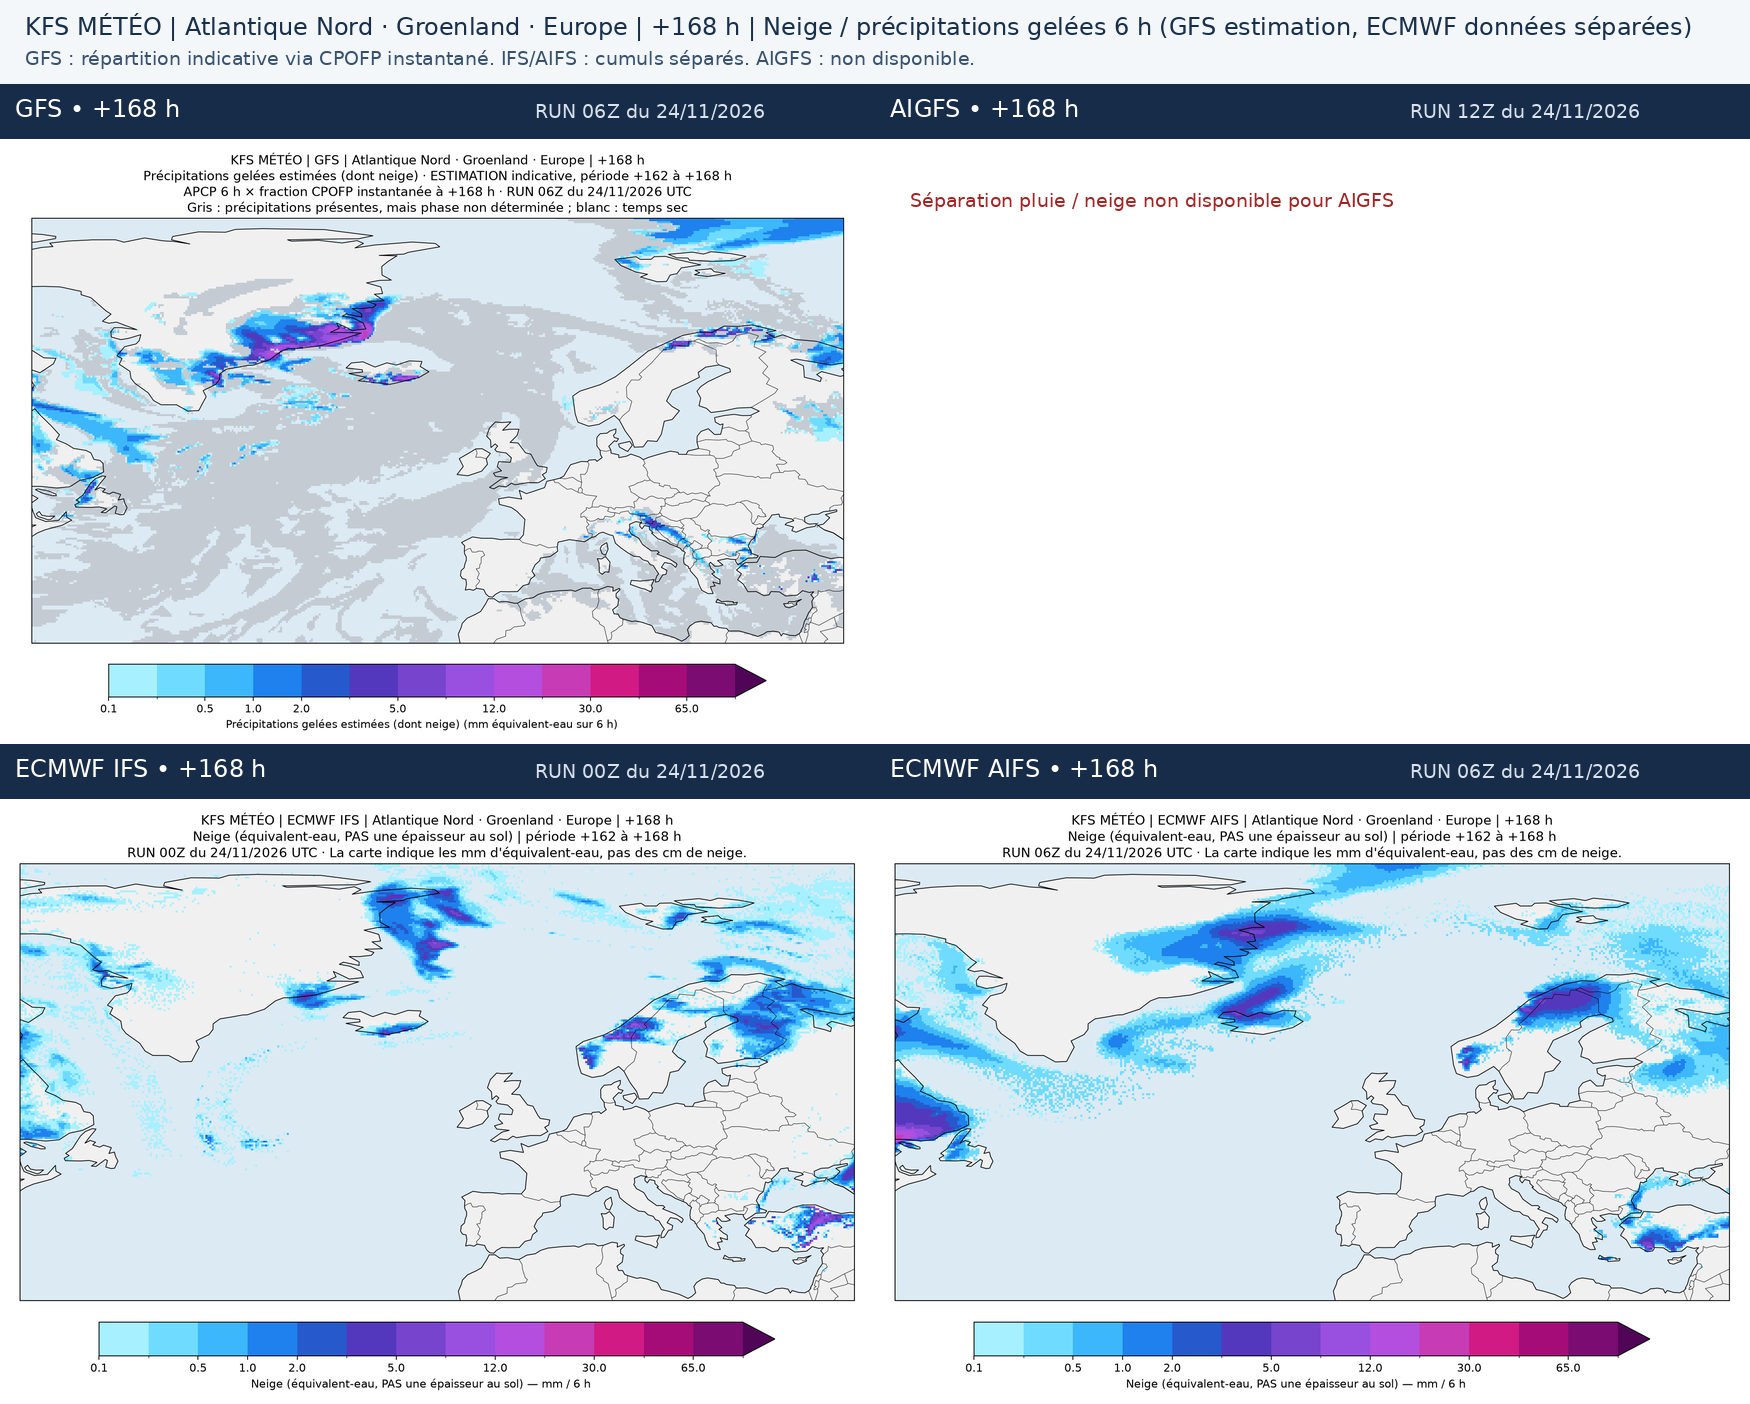 KFS MÉTÉO | Atlantique Nord · Groenland · Europe | +168 h | Neige / précipitations gelées 6 h (GFS estimation, ECMWF données séparées)
GFS : répartition indicative via CPOFP instantané. IFS/AIFS : cumuls séparés. AIGFS : non disponible.
GFS • +168 h
RUN 06Z du 24/11/2026
AIGFS • +168 h
RUN 12Z du 24/11/2026
KFS MÉTÉO | GFS | Atlantique Nord · Groenland · Europe | +168 h
Précipitations gelées estimées (dont neige) · ESTIMATION indicative, période +162 à +168 h
APCP 6 h × fraction CPOFP instantanée à +168 h · RUN 06Z du 24/11/2026 UTC
Gris : précipitations présentes, mais phase non déterminée ; blanc : temps sec
Séparation pluie / neige non disponible pour AIGFS
0.1 0.5 1.0 2.0 5.0 12.0 30.0 65.0
Précipitations gelées estimées (dont neige) (mm équivalent-eau sur 6 h)
ECMWF IFS • +168 h
RUN 00Z du 24/11/2026
ECMWF AIFS • +168 h
RUN 06Z du 24/11/2026
KFS MÉTÉO | ECMWF IFS | Atlantique Nord · Groenland · Europe | +168 h
Neige (équivalent-eau, PAS une épaisseur au sol) | période +162 à +168 h
RUN 00Z du 24/11/2026 UTC · La carte indique les mm d'équivalent-eau, pas des cm de neige.
0.1 0.5 1.0 2.0 5.0 12.0 30.0 65.0
Neige (équivalent-eau, PAS une épaisseur au sol) — mm / 6 h
KFS MÉTÉO | ECMWF AIFS | Atlantique Nord · Groenland · Europe | +168 h
Neige (équivalent-eau, PAS une épaisseur au sol) | période +162 à +168 h
RUN 06Z du 24/11/2026 UTC · La carte indique les mm d'équivalent-eau, pas des cm de neige.
0.1 0.5 1.0 2.0 5.0 12.0 30.0 65.0
Neige (équivalent-eau, PAS une épaisseur au sol) — mm / 6 h